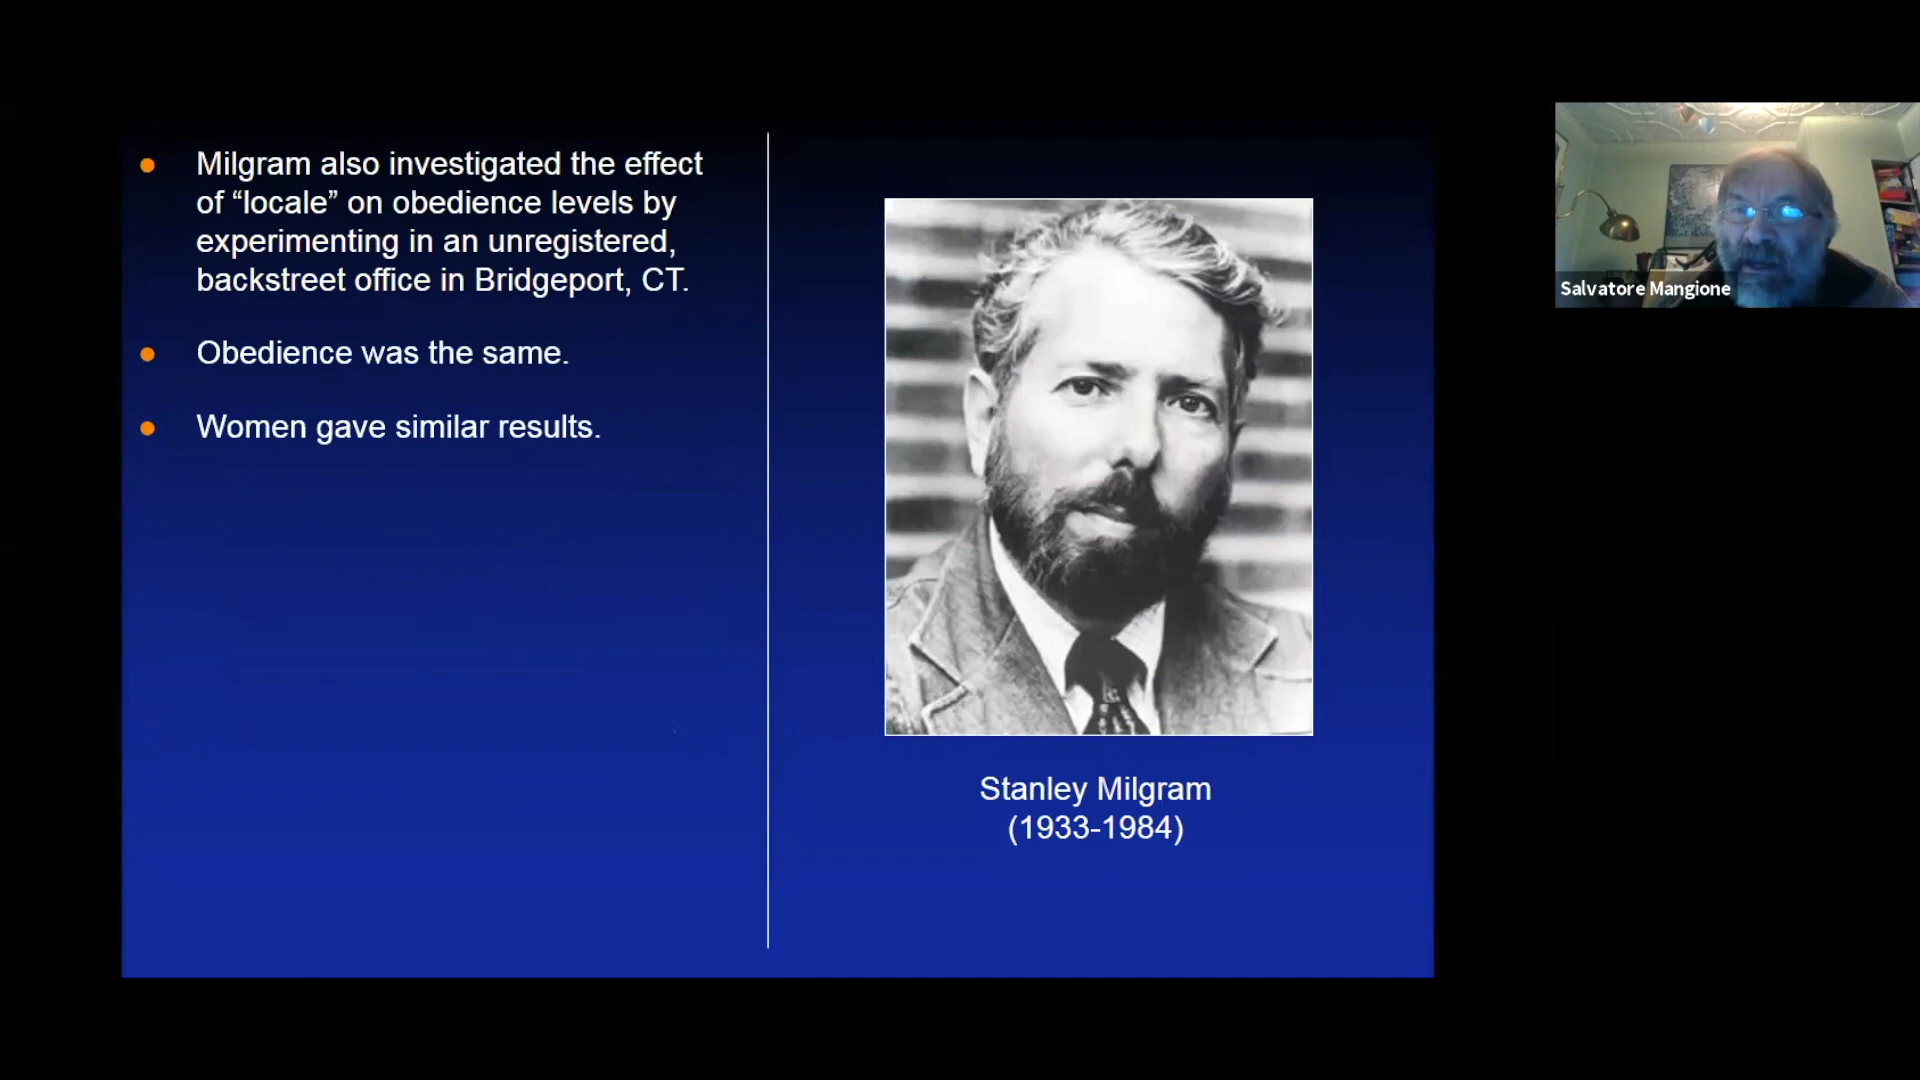 Milgram also investigated the effect
of “locale” on obedience levels by
experimenting in an unregistered,
backstreet office in Bridgeport, CT.
Obedience was the same.
Women gave similar results.
Stanley Milgram
(1933-1984)
Salvatore Mangione